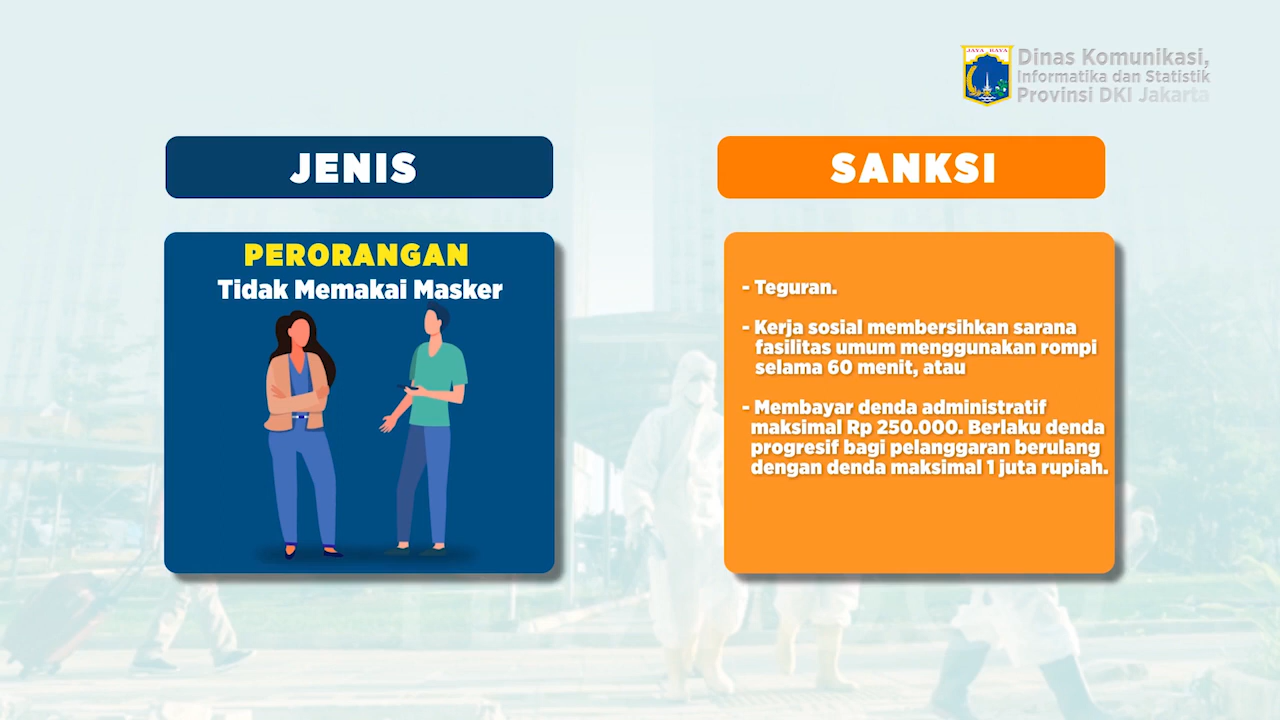 JAYA RAYA
Dinas Komunikasi,
Informatika dan Statistik
Provinsi DKI Jakarta
JENIS
PERORANGAN
Tidak Memakai Masker
SANKSI
- Teguran.
- Kerja sosial membersihkan sarana
fasilitas umum menggunakan rompi
selama 60 menit, atau
- Membayar denda administratif
maksimal Rp 250.000. Berlaku denda
progresif bagi pelanggaran berulang
dengan denda maksimal 1 juta rupiah.